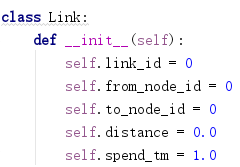 class Link:
    def __init__(self):
        self.link_id = 0
        self.from_node_id = 0
        self.to_node_id = 0
        self.distance = 0.0
        self.spend_tm = 1.0